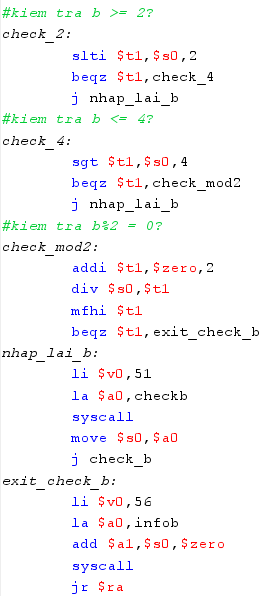 #kiem tra b >= 2?
check_2:
slti $t1,$s0,2
beqz $t1,check_4
j nhap_lai_b
#kiem tra b <= 4?
check_4:
sgt $t1,$s0,4
beqz $t1,check_mod2
j nhap_lai_b
#kiem tra b%2 = 0?
check_mod2:
addi $t1,$zero,2
div $s0,$t1
mfhi $t1
beqz $t1,exit_check_b
nhap_lai_b:
li $v0,51
la $a0,checkb
syscall
move $s0,$a0
j check_b
exit_check_b:
li $v0,56
la $a0,infob
add $a1,$s0,$zero
syscall
jr $ra